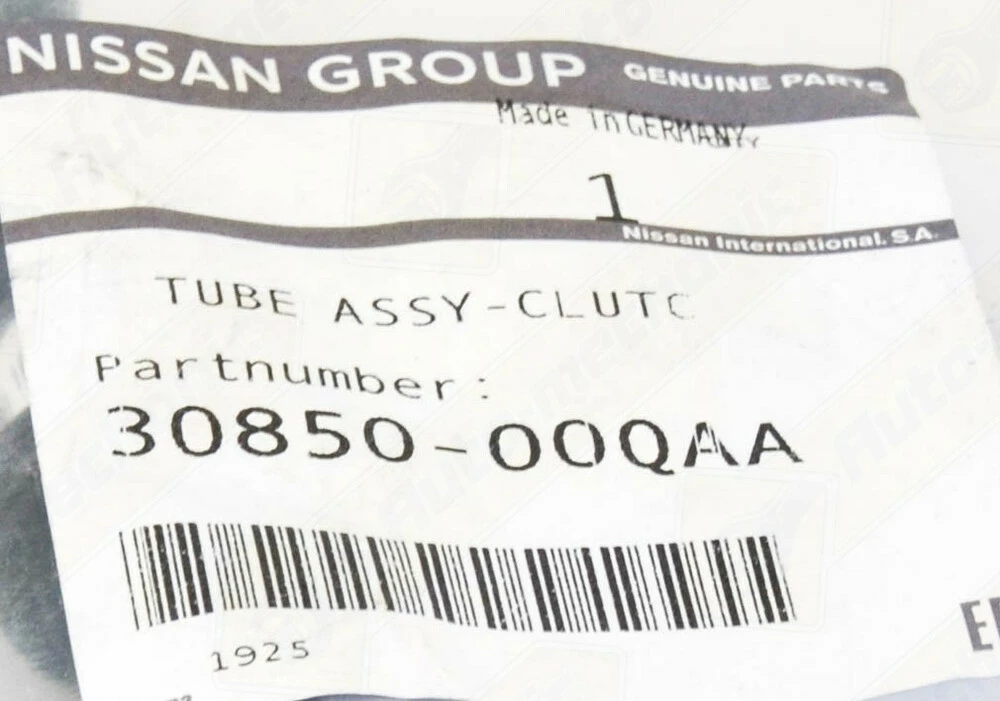 NISSAN GROUP GENUINE PARTS
Made in GERMANY
1
Nissan International. S.A.
TUBE ASSY-CLUTC
Partnumber:
30850-00QAA
1925